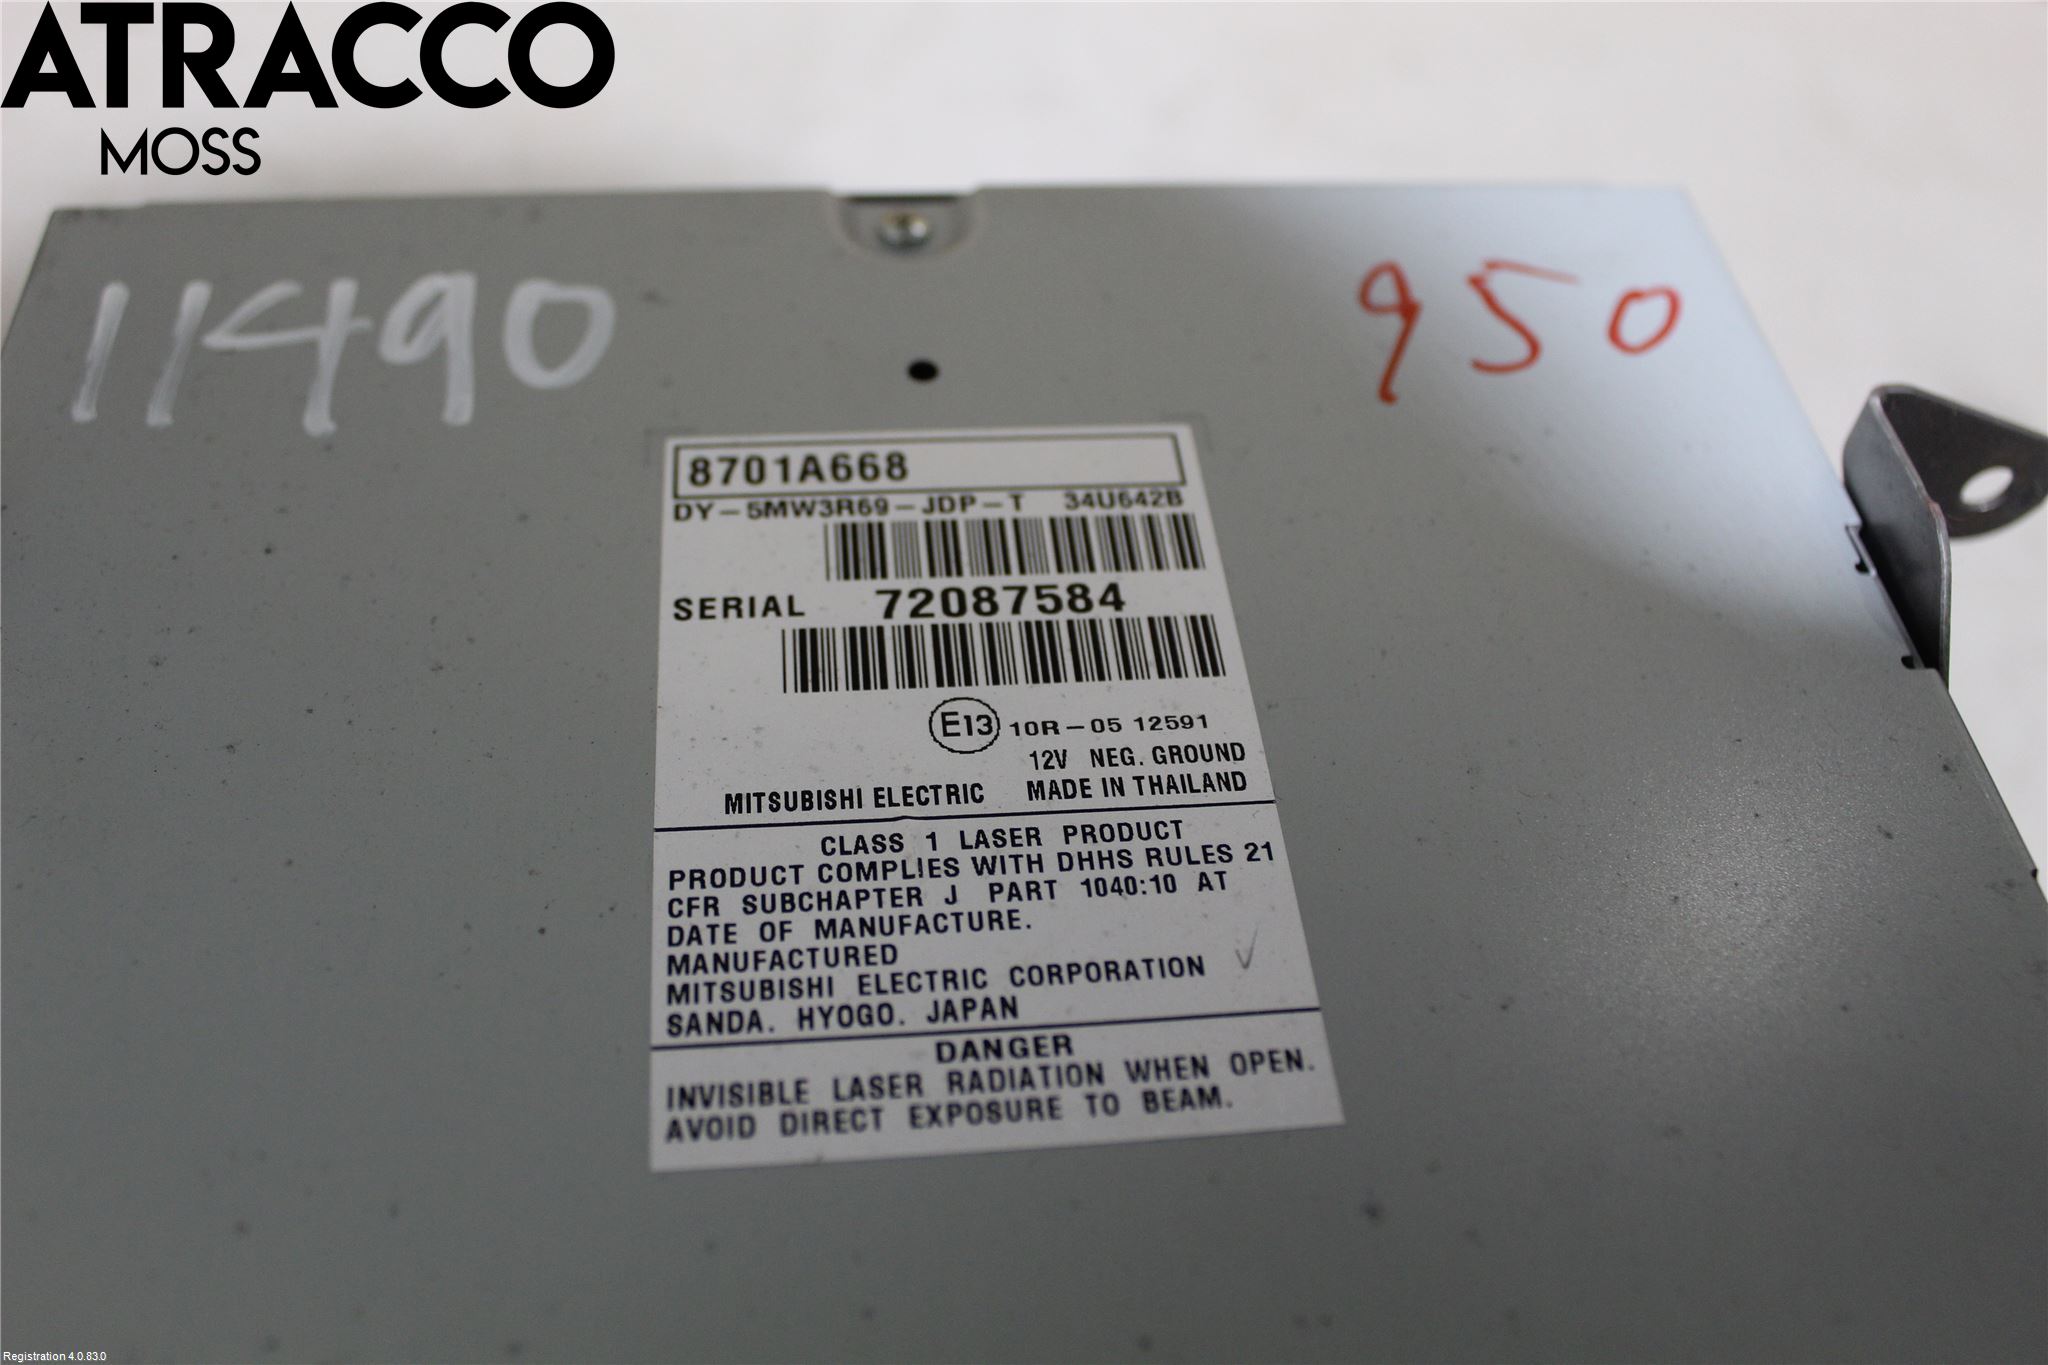 ATRACCO
MOSS
11490
950
8701A668
DY-5MW3R69-JDP-T 34U642B
SERIAL 72087584
E13 10R-05 12591
12V NEG. GROUND
MITSUBISHI ELECTRIC MADE IN THAILAND
CLASS 1 LASER PRODUCT
PRODUCT COMPLIES WITH DHHS RULES 21
CFR SUBCHAPTER J PART 1040:10 AT
DATE OF MANUFACTURE.
MANUFACTURED
MITSUBISHI ELECTRIC CORPORATION
SANDA. HYOGO. JAPAN
DANGER
INVISIBLE LASER RADIATION WHEN OPEN.
AVOID DIRECT EXPOSURE TO BEAM.
Registration 4.0.83.0